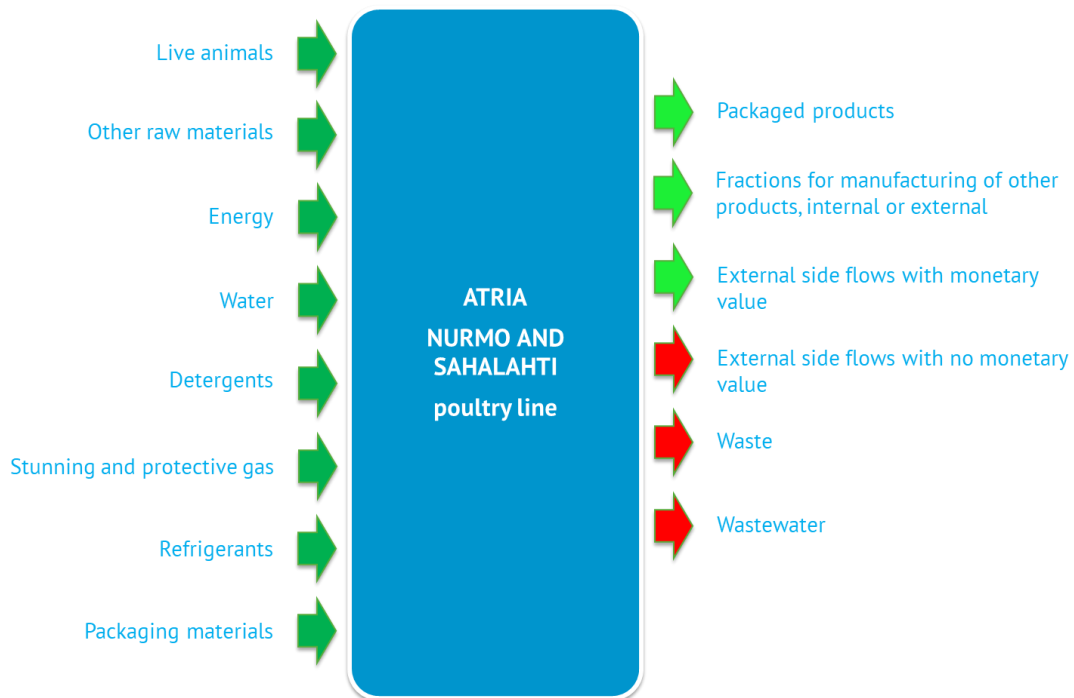 Live animals
Other raw materials
Energy
Water
Detergents
Stunning and protective gas
Refrigerants
Packaging materials
ATRIA
NURMO AND
SAHALAHTI
poultry line
Packaged products
Fractions for manufacturing of other
products, internal or external
External side flows with monetary
value
External side flows with no monetary
value
Waste
Wastewater